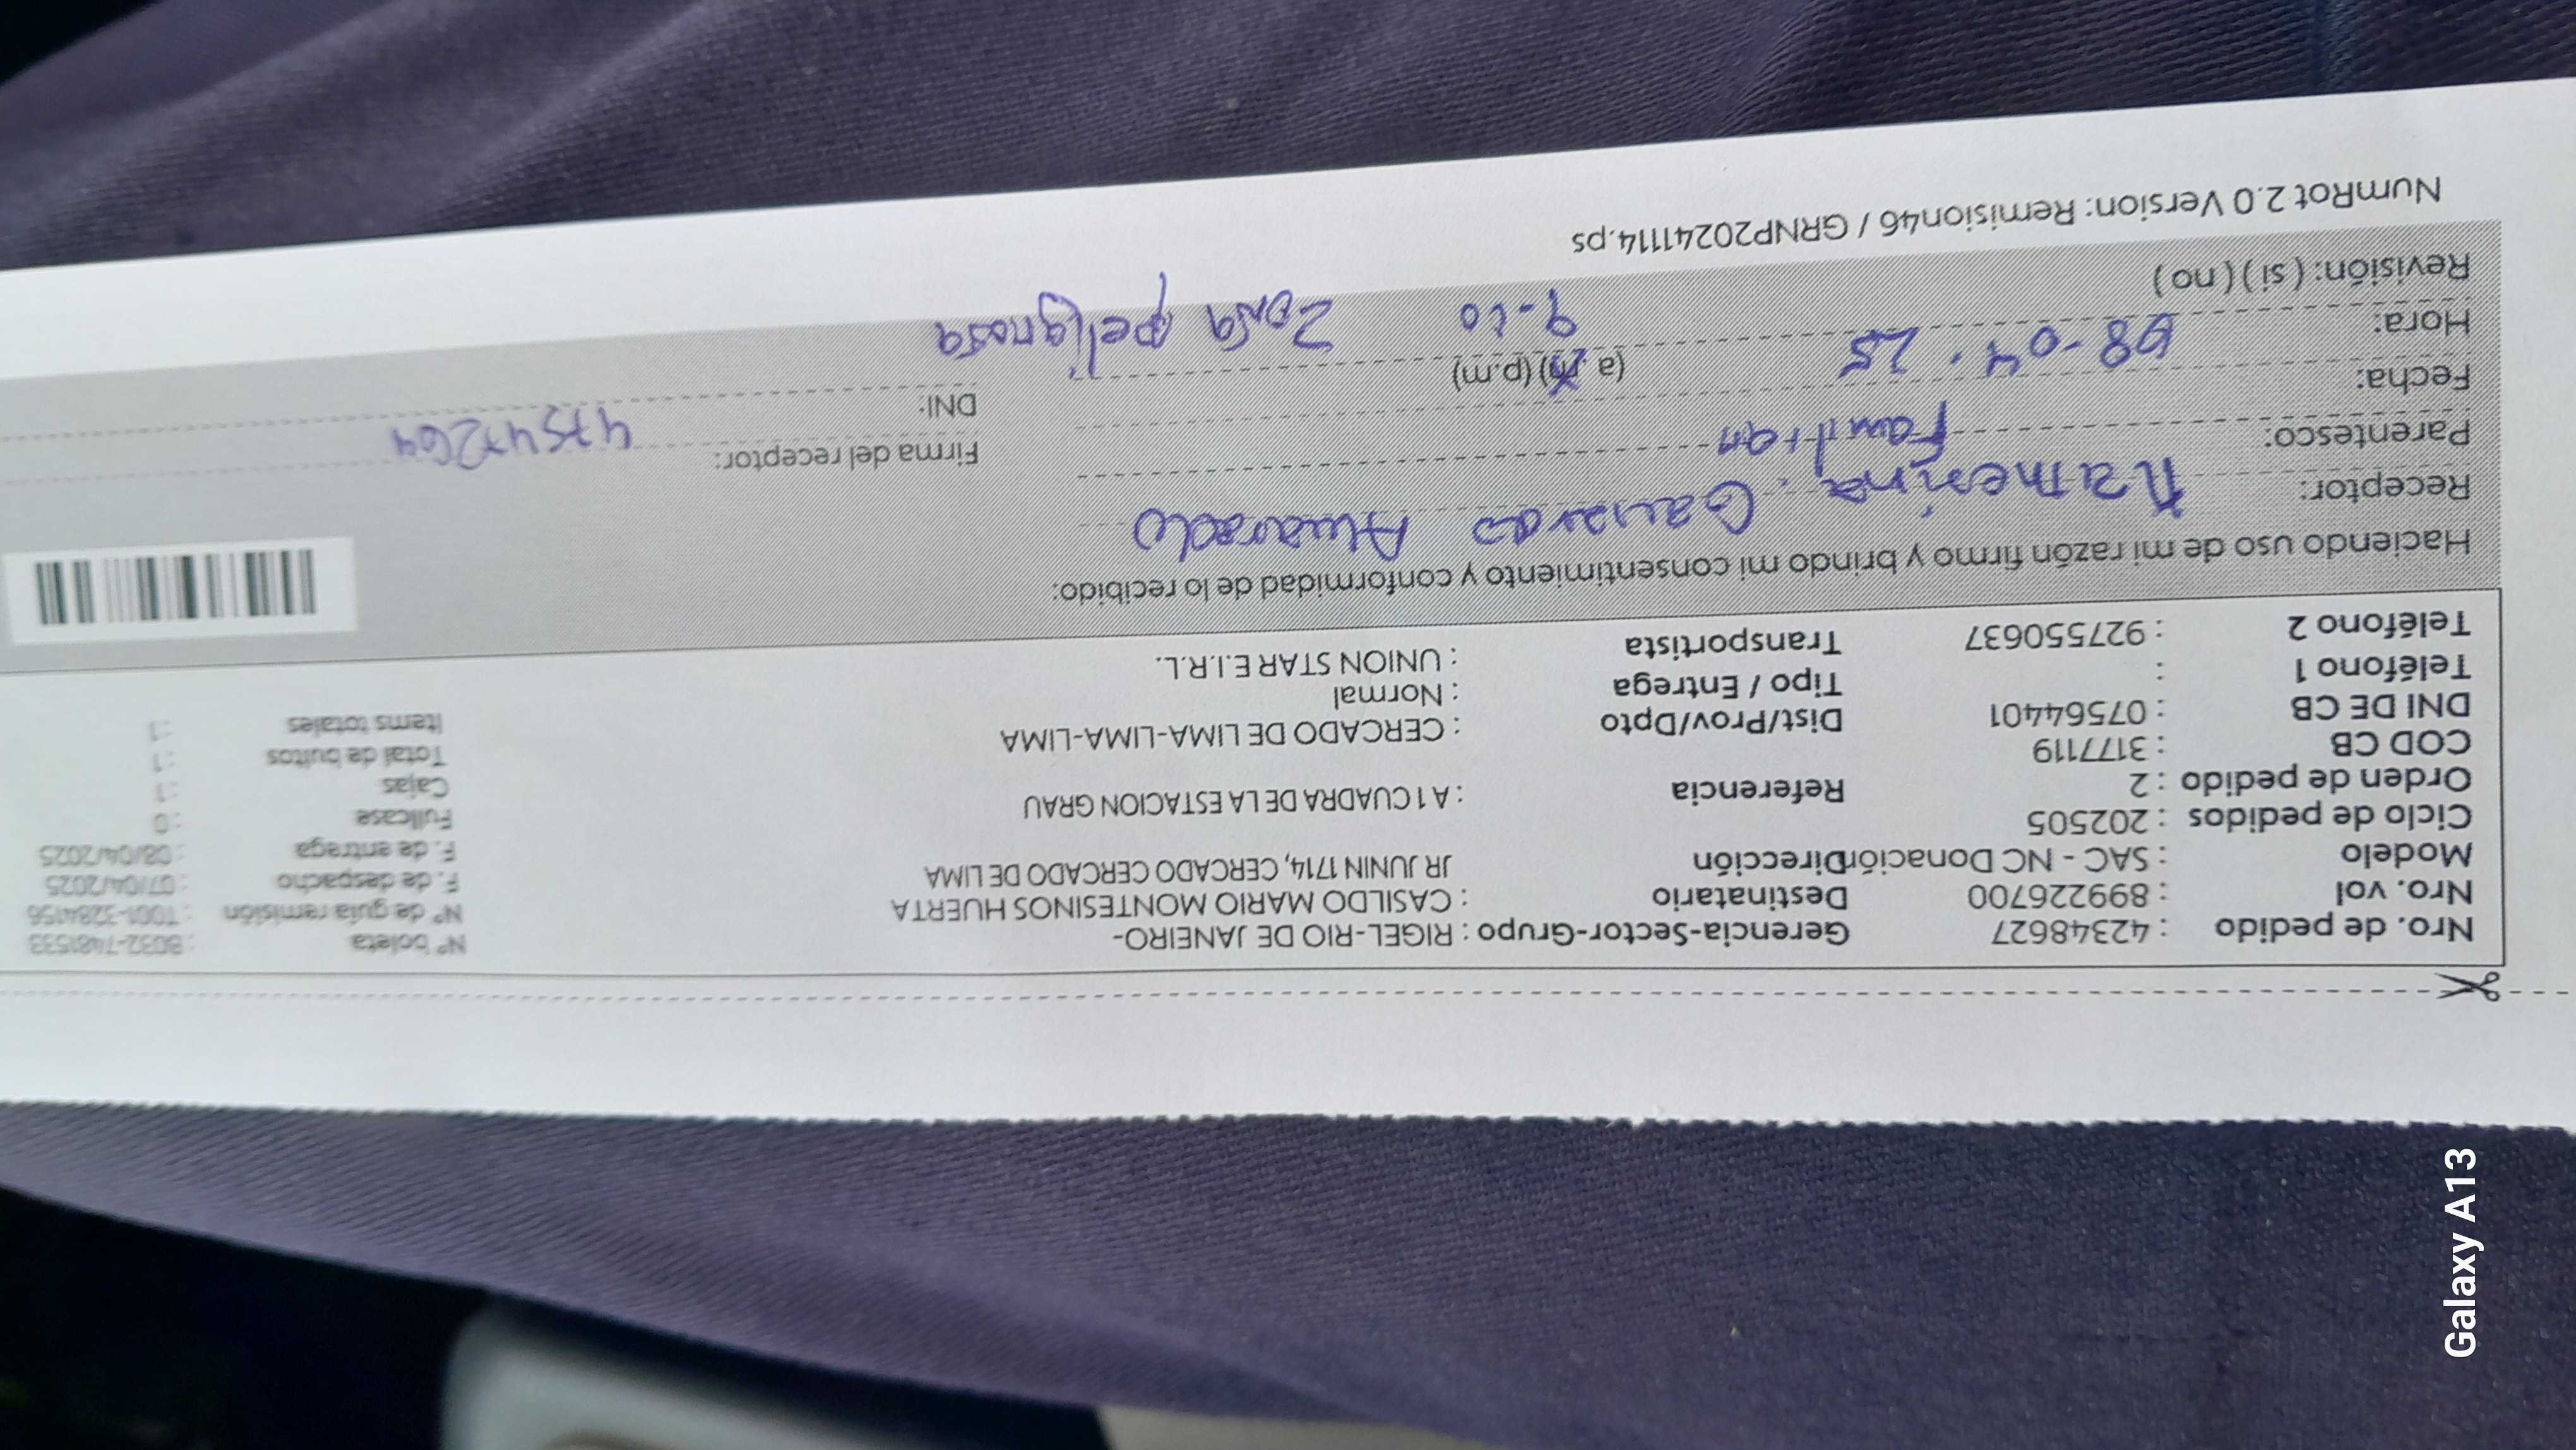 Nro. de pedido : 42348627 Gerencia-Sector-Grupo : RIGEL-RIO DE JANEIRO- Nº boleta : B032-7481533
Nro. vol : 899226700 Destinatario : CASILDO MARIO MONTESINOS HUERTA Nº de guía remisión : T001-3284156
Modelo : SAC - NC Donación Dirección JR JUNIN 1714, CERCADO CERCADO DE LIMA F. de despacho : 07/04/2025
Ciclo de pedidos : 202505 F. de entrega : 08/04/2025
Orden de pedido : 2 Referencia : A 1 CUADRA DE LA ESTACION GRAU Fullcase : 0
COD CB : 3177119 Cajas : 1
DNI DE CB : 07564401 Dist/Prov/Dpto : CERCADO DE LIMA-LIMA-LIMA Total de bultos : 1
Teléfono 1 : Tipo / Entrega : Normal Items totales : 1
Teléfono 2 : 927550637 Transportista : UNION STAR E.I.R.L.
Haciendo uso de mi razón firmo y brindo mi consentimiento y conformidad de lo recibido:
Receptor: Alvarado
Parentesco: Familiar Firma del receptor:
Fecha: 08-04-25 DNI: 47547264
Hora: (a.m) (p.m)
Revisión: ( si ) ( no ) Zona peligrosa
NumRot 2.0 Version: Remision46 / GRNP20241114.ps
Galaxy A13